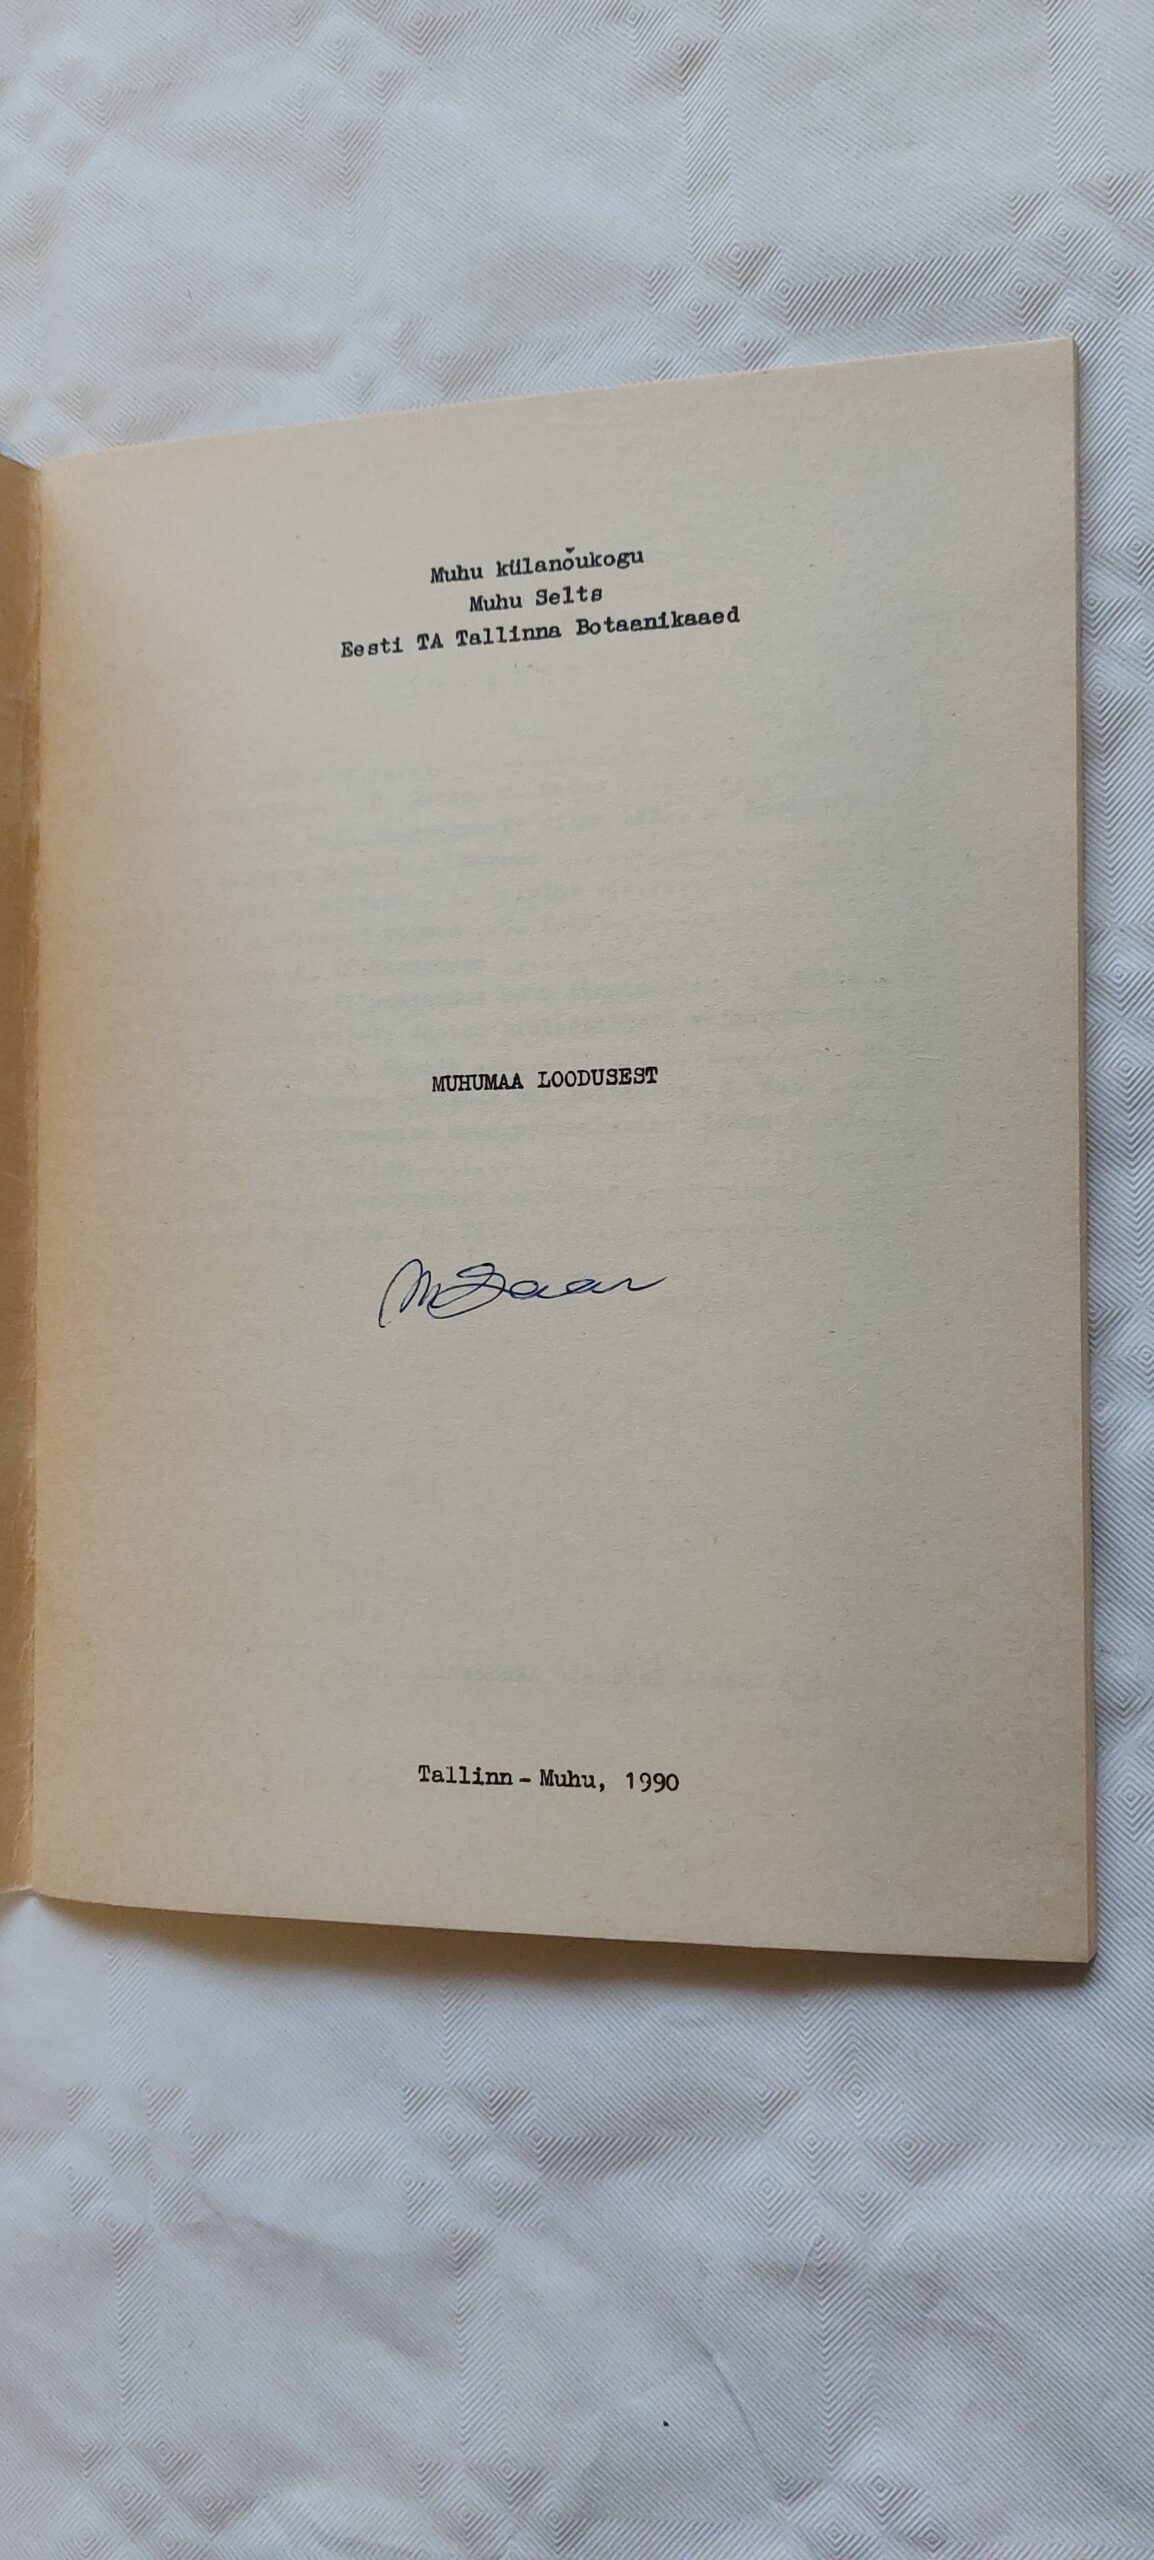 Muhu külanõukogu
Muhu Selts
Eesti TA Tallinna Botaanikaaed
MUHUMAA LOODUSEST
Tallinn - Muhu, 1990